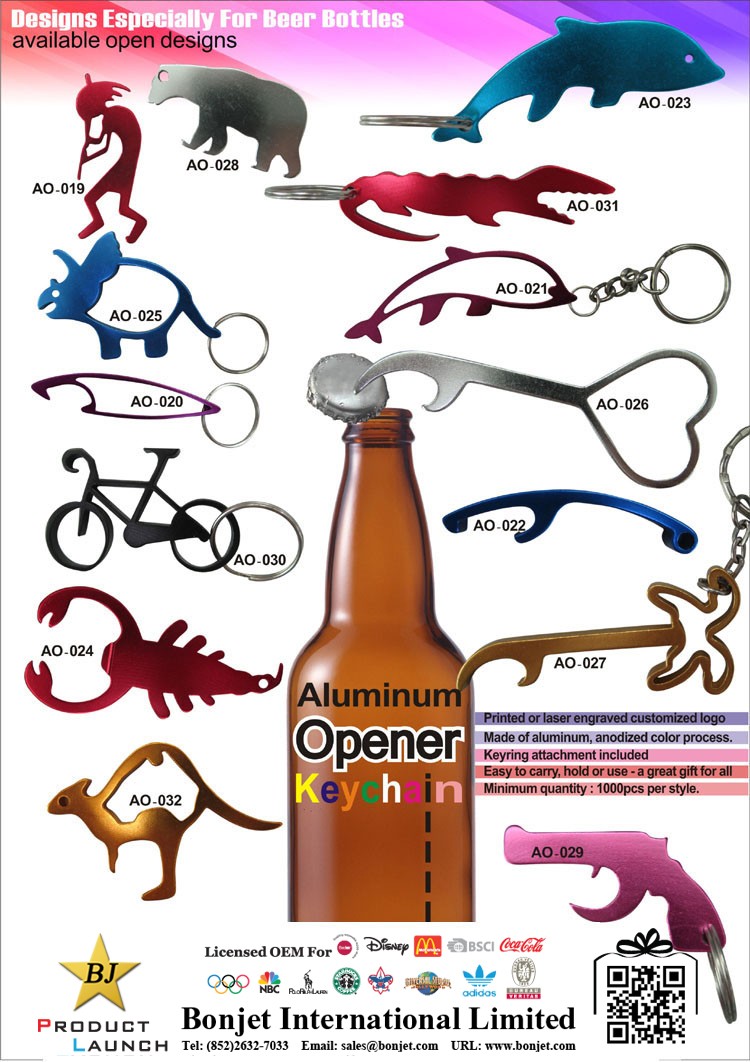 Designs Especially For Beer Bottles
available open designs
AO-023
AO-028
AO-019
AO-031
AO-025
AO-021
AO-020
AO-026
AO-022
AO-030
AO-024
AO-027
Aluminum
Opener
Keychain
Printed or laser engraved customized logo
Made of aluminum, anodized color process.
Keyring attachment included
Easy to carry, hold or use - a great gift for all
Minimum quantity : 1000pcs per style.
AO-032
AO-029
BJ
PRODUCT
LAUNCH
Licensed OEM For
Disney
BSCI
Coca-Cola
NBC
POLO RALPH LAUREN
adidas
BUREAU
VERITAS
Bonjet International Limited
Tel: (852)2632-7033 Email: sales@bonjet.com URL: www.bonjet.com